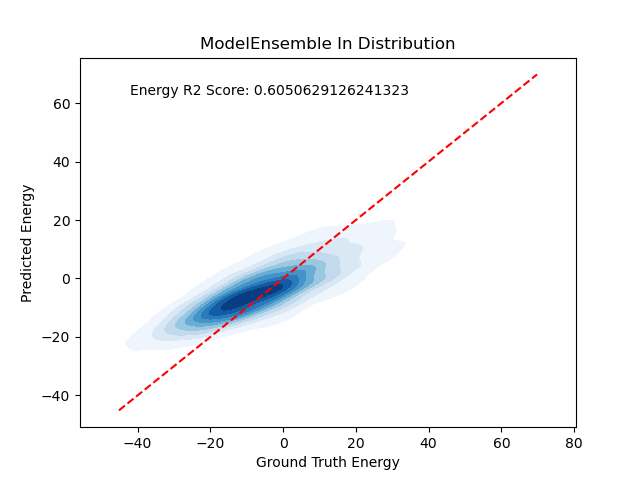 ModelEnsemble In Distribution
Energy R2 Score: 0.6050629126241323
Predicted Energy
60
40
20
0
−20
−40
−40 −20 0 20 40 60 80
Ground Truth Energy